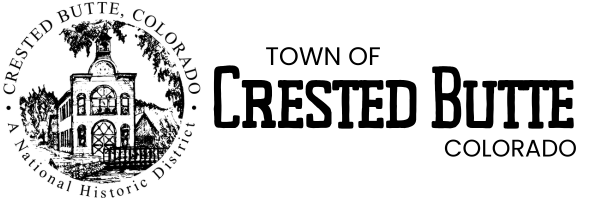 CRESTED BUTTE, COLORADO
· A National Historic District ·
TOWN OF
CRESTED BUTTE
COLORADO